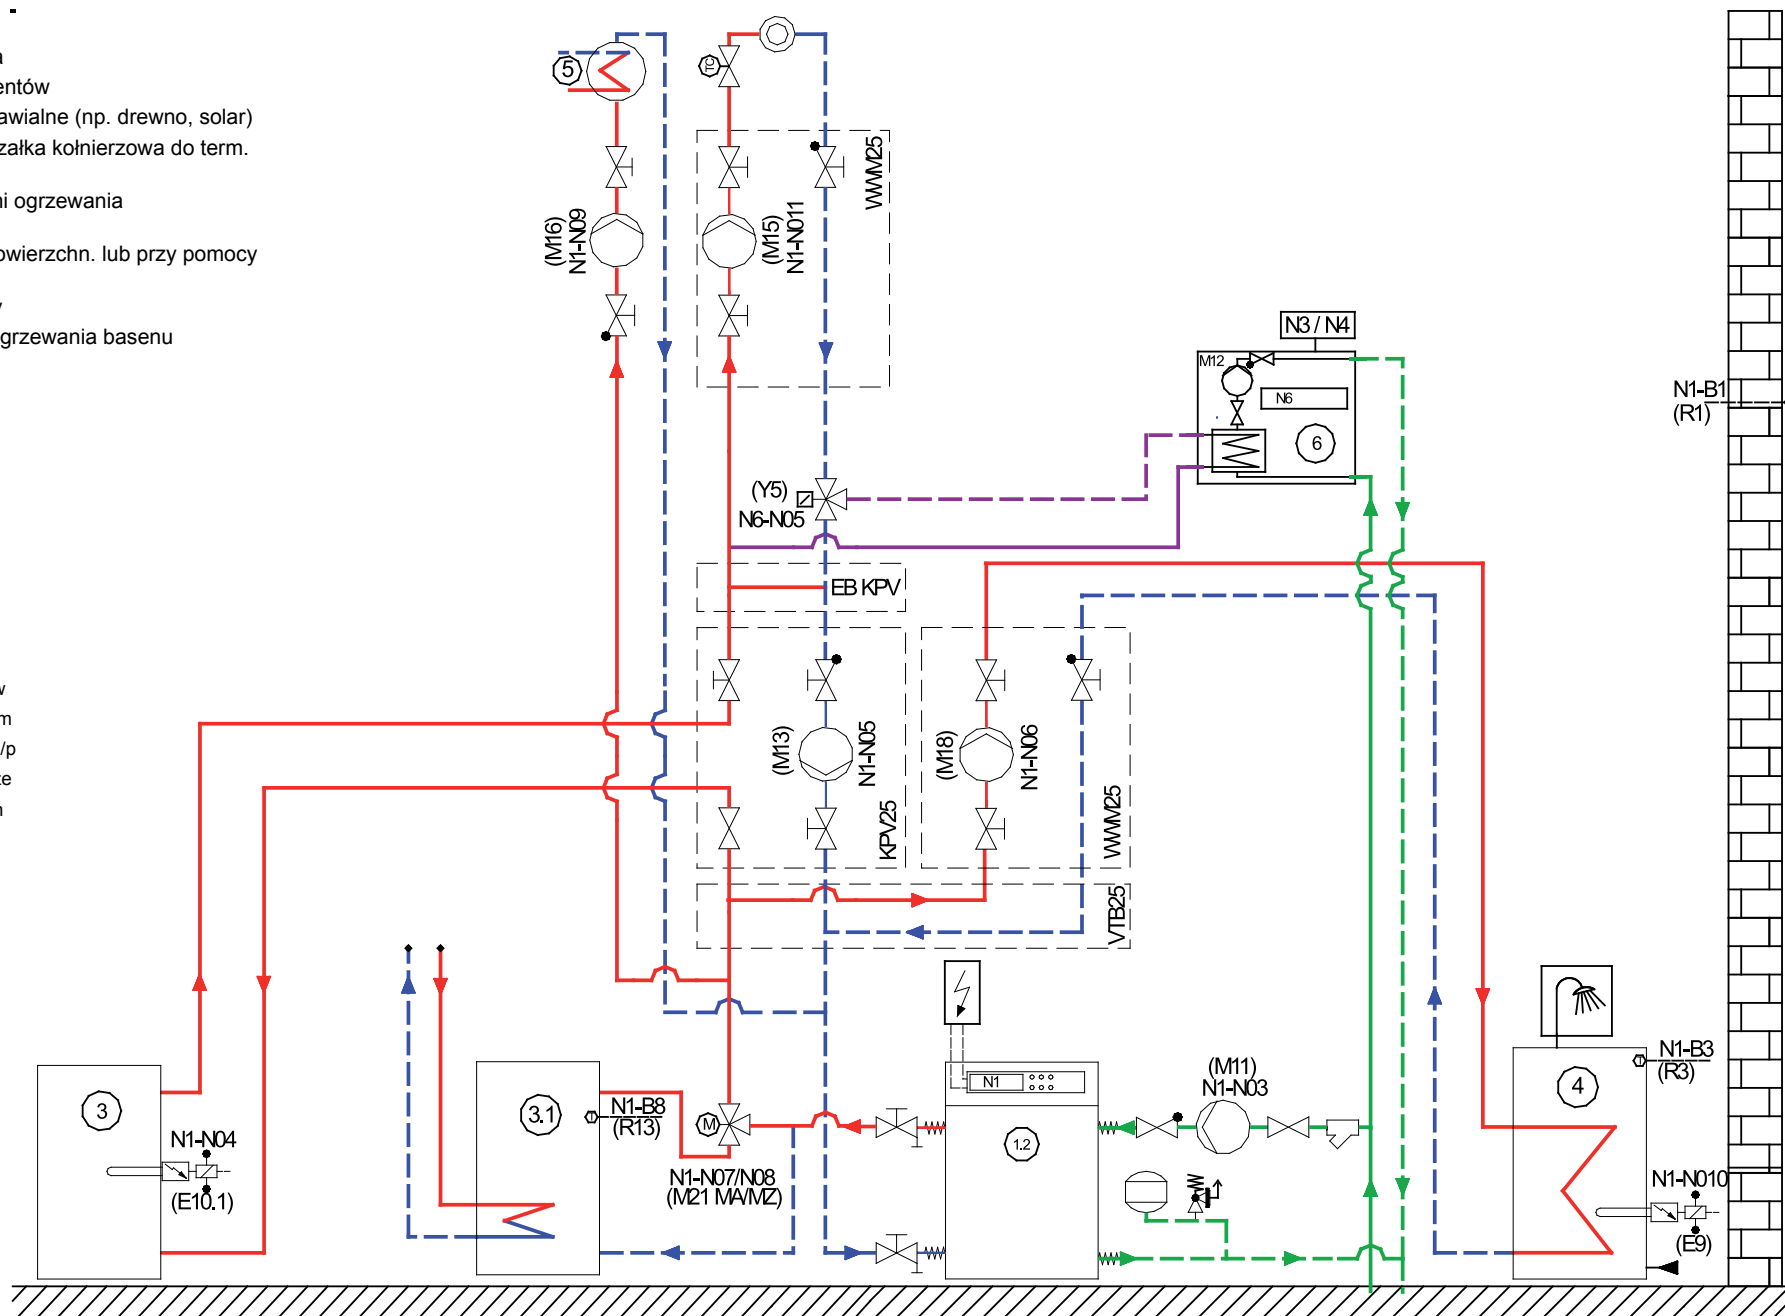 a
entów
awialne (np. drewno, solar)
załka kołnierzowa do term.
ni ogrzewania
owierzchn. lub przy pomocy
y
grzewania basenu
w
m
/p
te
n
5
TC
WWM25
(M16)
N1-N09
(M15)
N1-N011
N3 / N4
M12
N6
6
N1-B1
(R1)
(Y5)
N6-N05
EB KPV
(M13)
N1-N05
KPV25
(M18)
N1-N06
WWM25
VTB25
3
N1-N04
(E10.1)
3.1
T
N1-B8
(R13)
M
N1-N07/N08
(M21 MA/MZ)
N1
1.2
(M11)
N1-N03
4
T
N1-B3
(R3)
N1-N010
(E9)